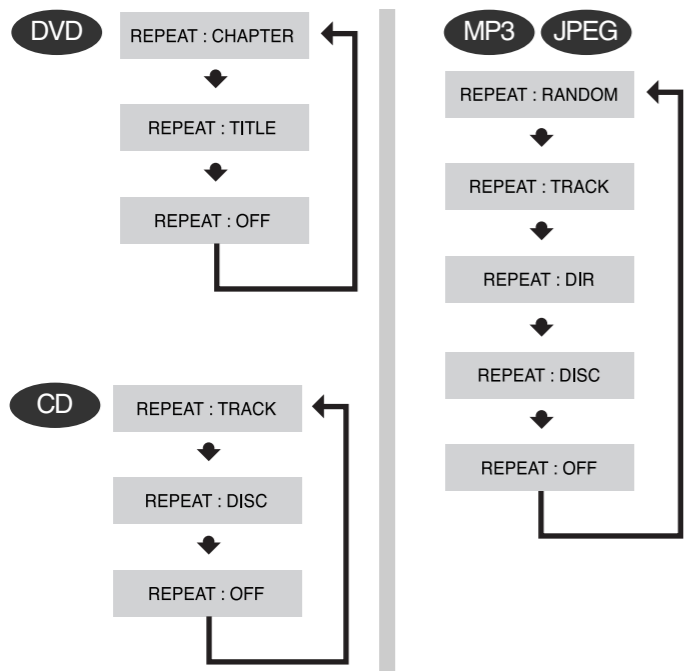 DVD
REPEAT : CHAPTER
REPEAT : TITLE
REPEAT : OFF
CD
REPEAT : TRACK
REPEAT : DISC
REPEAT : OFF
MP3 JPEG
REPEAT : RANDOM
REPEAT : TRACK
REPEAT : DIR
REPEAT : DISC
REPEAT : OFF